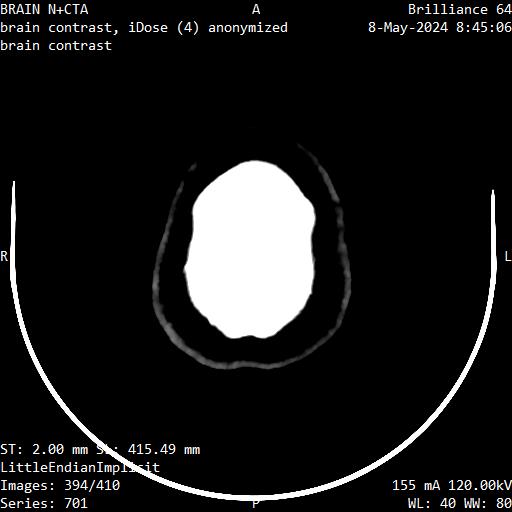 BRAIN N+CTA
A
Brilliance 64
brain contrast, iDose (4) anonymized
8-May-2024 8:45:06
brain contrast
R
L
ST: 2.00 mm SL: 415.49 mm
LittleEndianImplicit
Images: 394/410
155 mA 120.00kV
Series: 701
P
WL: 40 WW: 80